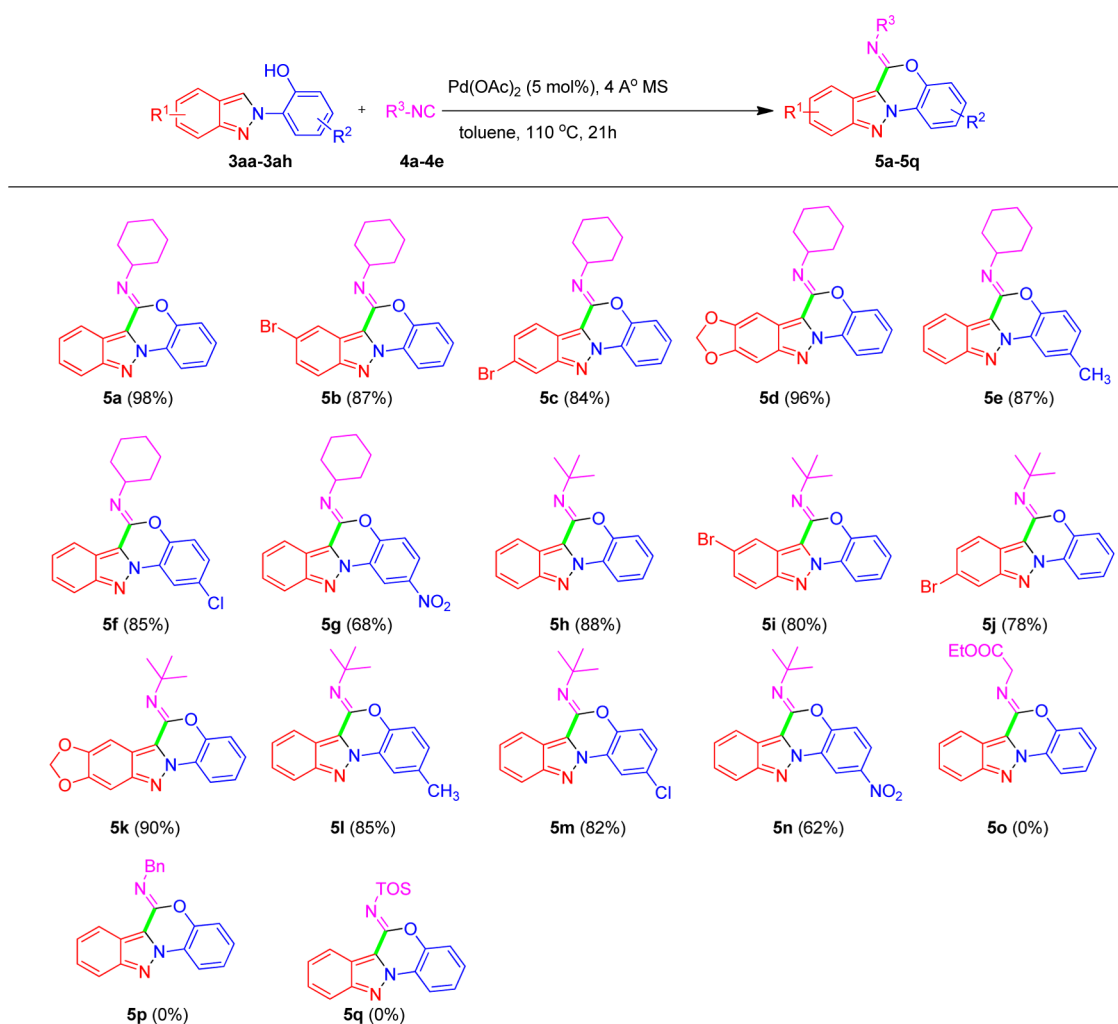 R3
N
O
HO
R1
N
N
R2
+
R3-NC
Pd(OAc)2 (5 mol%), 4 Ao MS
toluene, 110 oC, 21h
R1
N
N
R2
3aa-3ah
4a-4e
5a-5q
N
O
N
N
5a (98%)
Br
N
O
N
N
5b (87%)
Br
N
O
N
N
5c (84%)
O
O
N
O
N
N
5d (96%)
N
O
N
N
CH3
5e (87%)
N
O
N
N
Cl
5f (85%)
N
O
N
N
NO2
5g (68%)
N
O
N
N
5h (88%)
Br
N
O
N
N
5i (80%)
Br
N
O
N
N
5j (78%)
O
O
N
O
N
N
5k (90%)
N
O
N
N
CH3
5l (85%)
N
O
N
N
Cl
5m (82%)
N
O
N
N
NO2
5n (62%)
EtOOC
N
O
N
N
5o (0%)
Bn
N
O
N
N
5p (0%)
TOS
N
O
N
N
5q (0%)